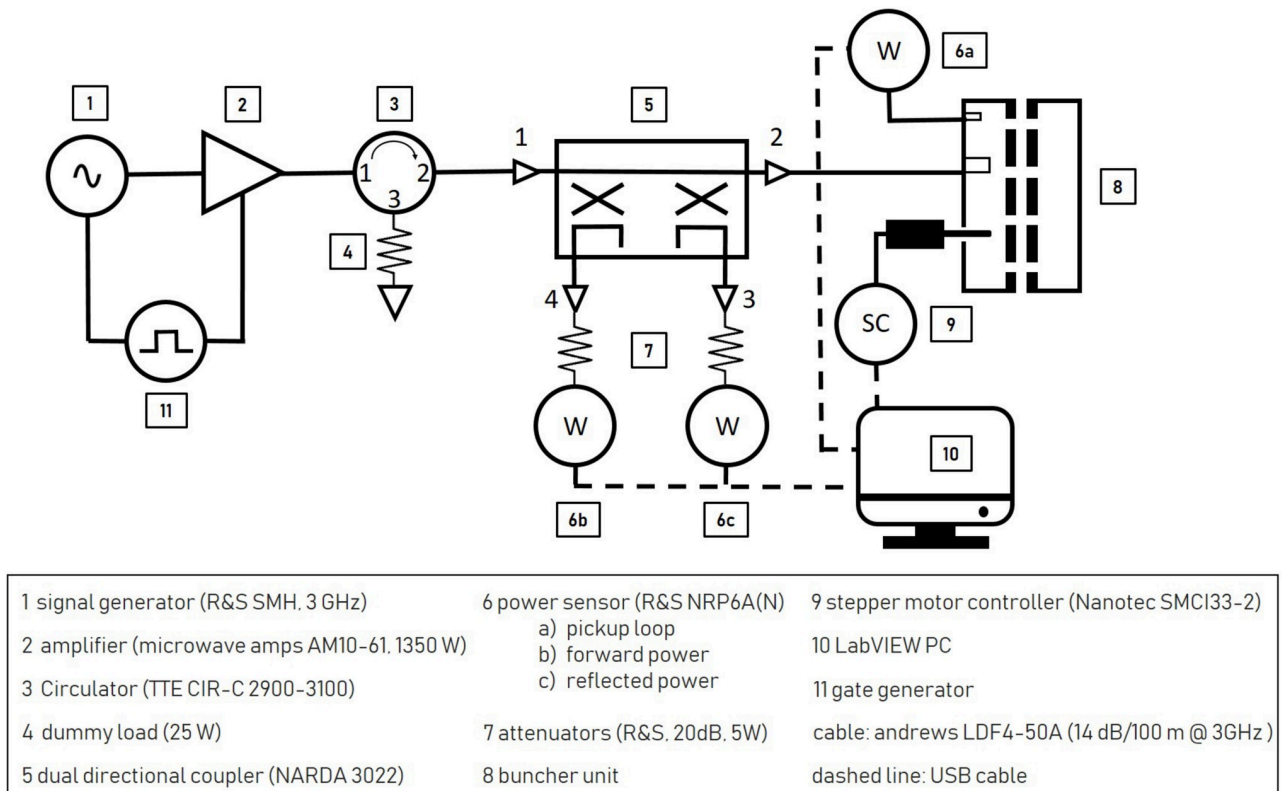 W
6a
1
2
3
5
1
2
1
2
3
8
4
4
3
7
SC
9
11
W
W
10
6b
6c
1 signal generator (R&S SMH, 3 GHz)
2 amplifier (microwave amps AM10-61, 1350 W)
3 Circulator (TTE CIR-C 2900-3100)
4 dummy load (25 W)
5 dual directional coupler (NARDA 3022)
6 power sensor (R&S NRP6A(N)
a) pickup loop
b) forward power
c) reflected power
7 attenuators (R&S, 20dB, 5W)
8 buncher unit
9 stepper motor controller (Nanotec SMCI33-2)
10 LabVIEW PC
11 gate generator
cable: andrews LDF4-50A (14 dB/100 m @ 3GHz )
dashed line: USB cable